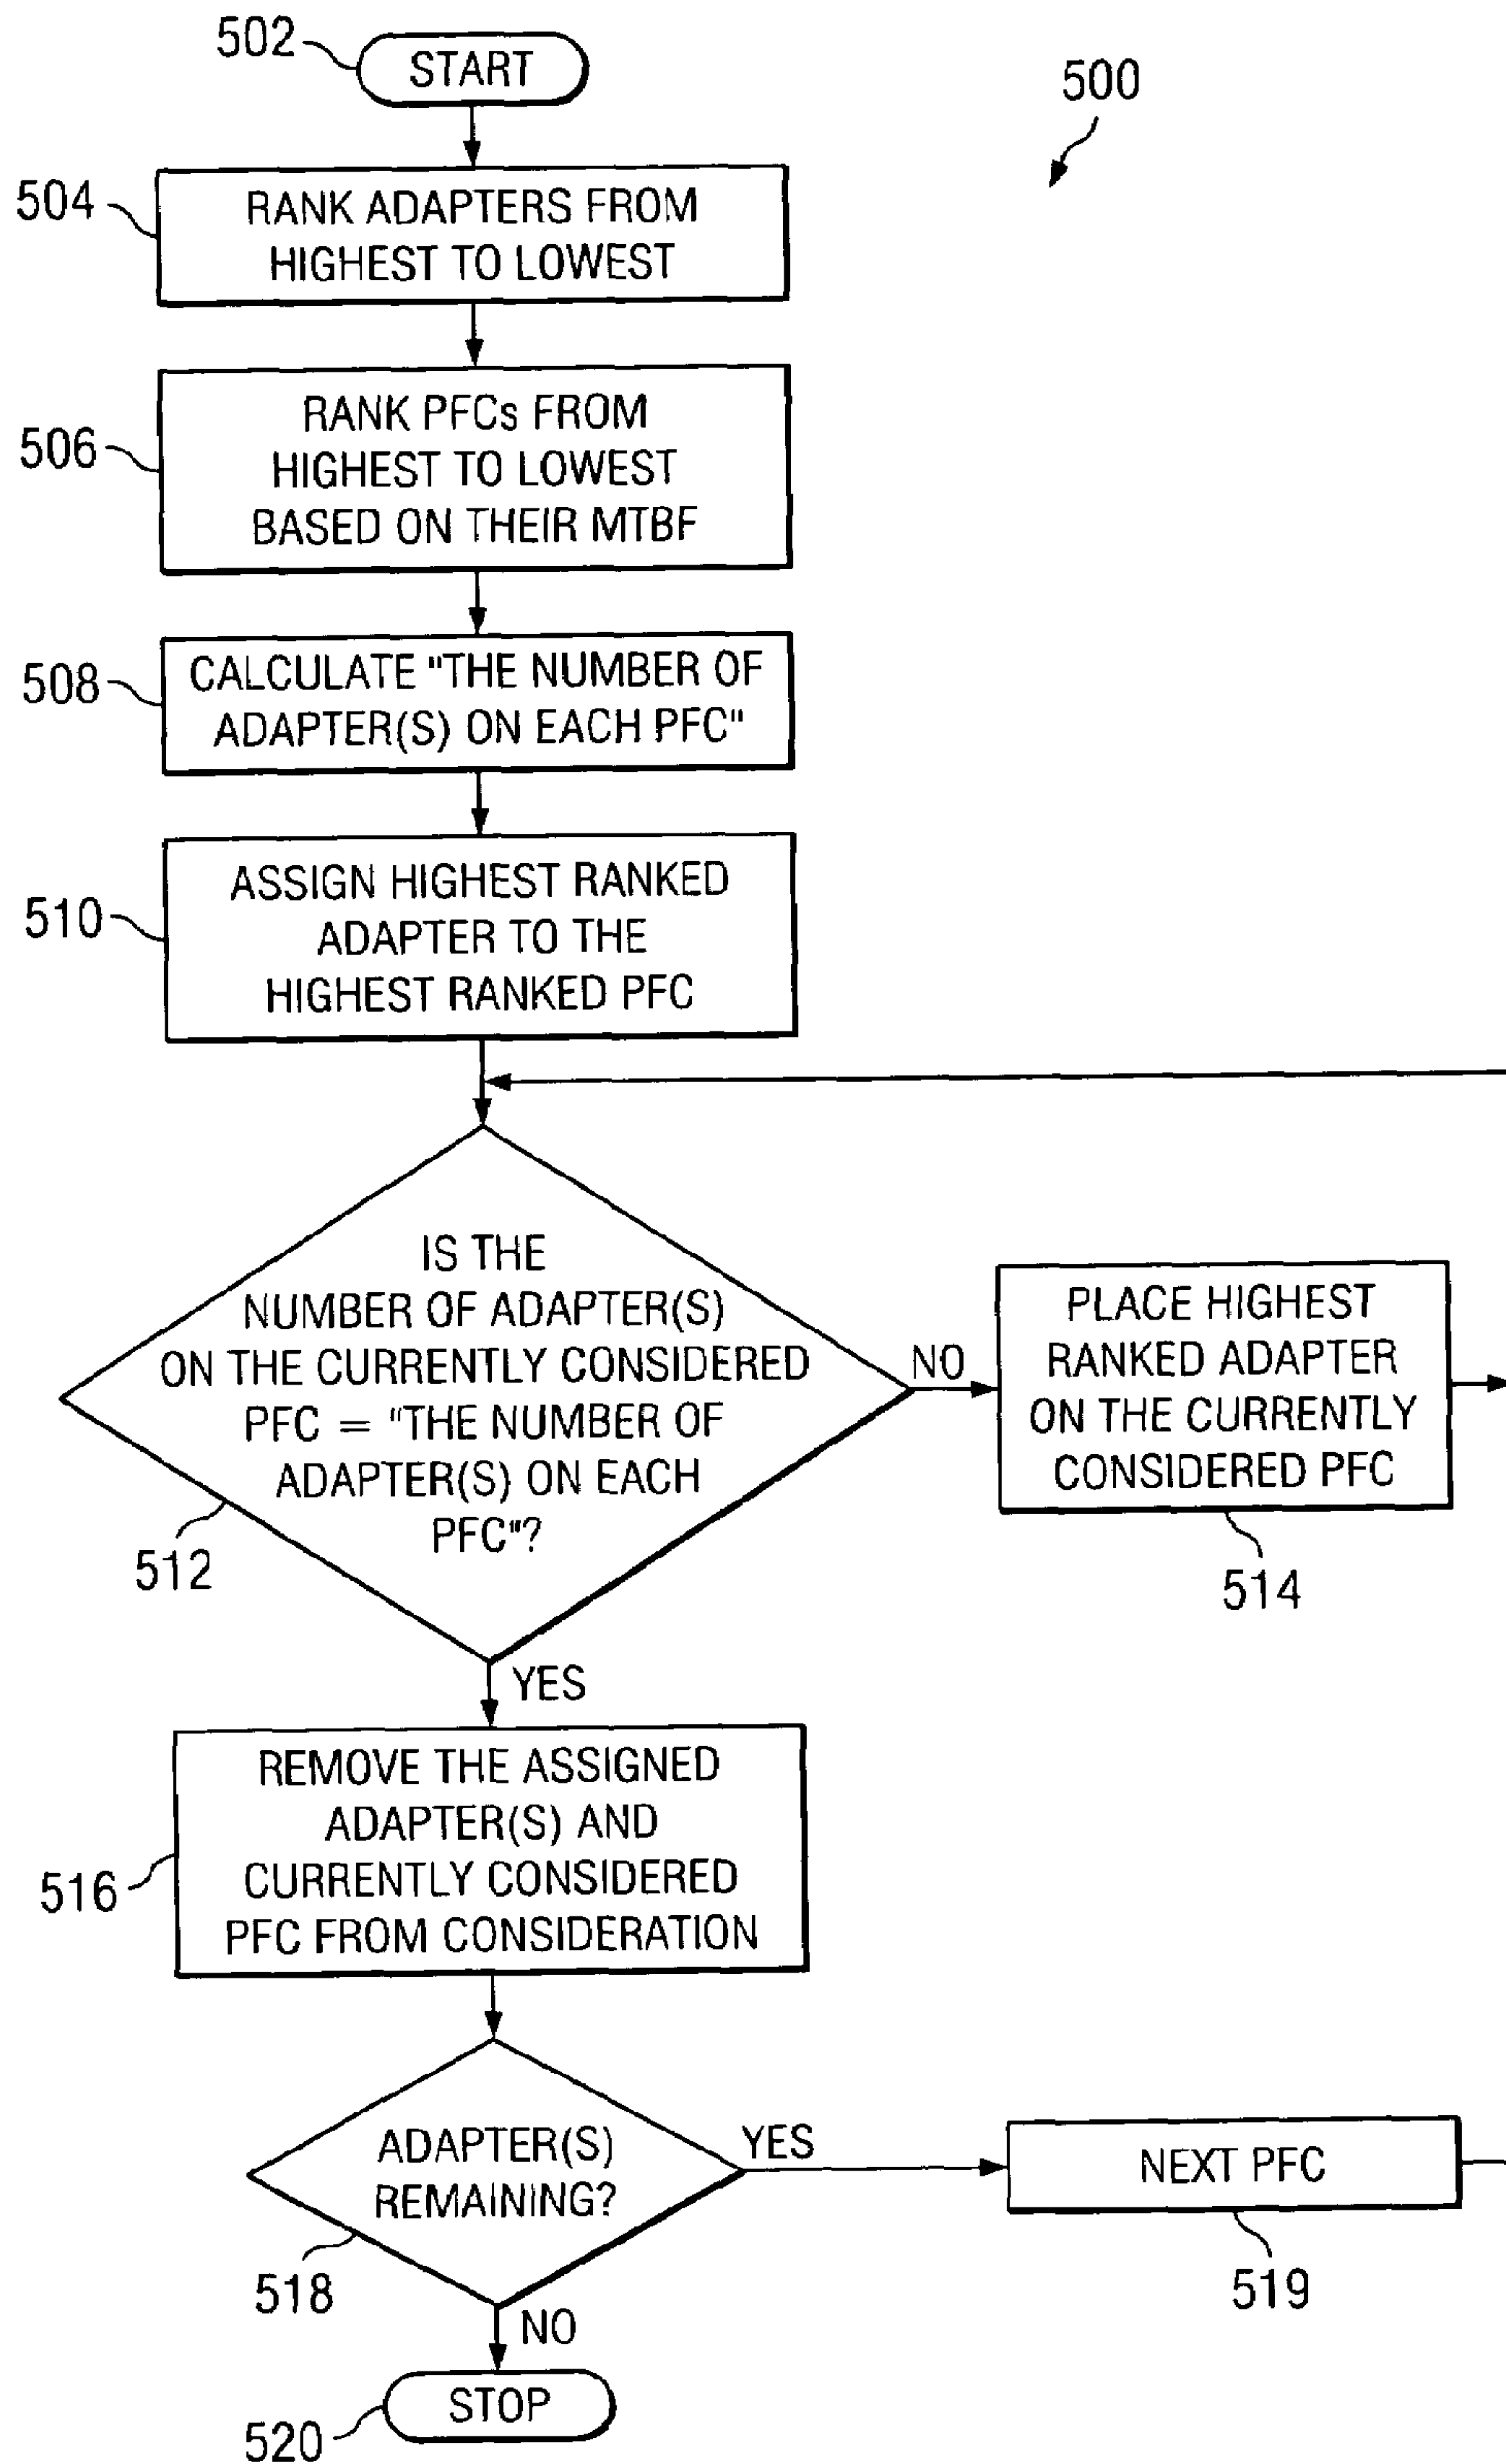 502
START
500
504
RANK ADAPTERS FROM
HIGHEST TO LOWEST
506
RANK PFCs FROM
HIGHEST TO LOWEST
BASED ON THEIR MTBF
508
CALCULATE "THE NUMBER OF
ADAPTER(S) ON EACH PFC"
510
ASSIGN HIGHEST RANKED
ADAPTER TO THE
HIGHEST RANKED PFC
IS THE
NUMBER OF ADAPTER(S)
ON THE CURRENTLY CONSIDERED
PFC = "THE NUMBER OF
ADAPTER(S) ON EACH
PFC"?
512
NO
PLACE HIGHEST
RANKED ADAPTER
ON THE CURRENTLY
CONSIDERED PFC
514
YES
516
REMOVE THE ASSIGNED
ADAPTER(S) AND
CURRENTLY CONSIDERED
PFC FROM CONSIDERATION
ADAPTER(S)
REMAINING?
518
YES
NEXT PFC
519
NO
520
STOP